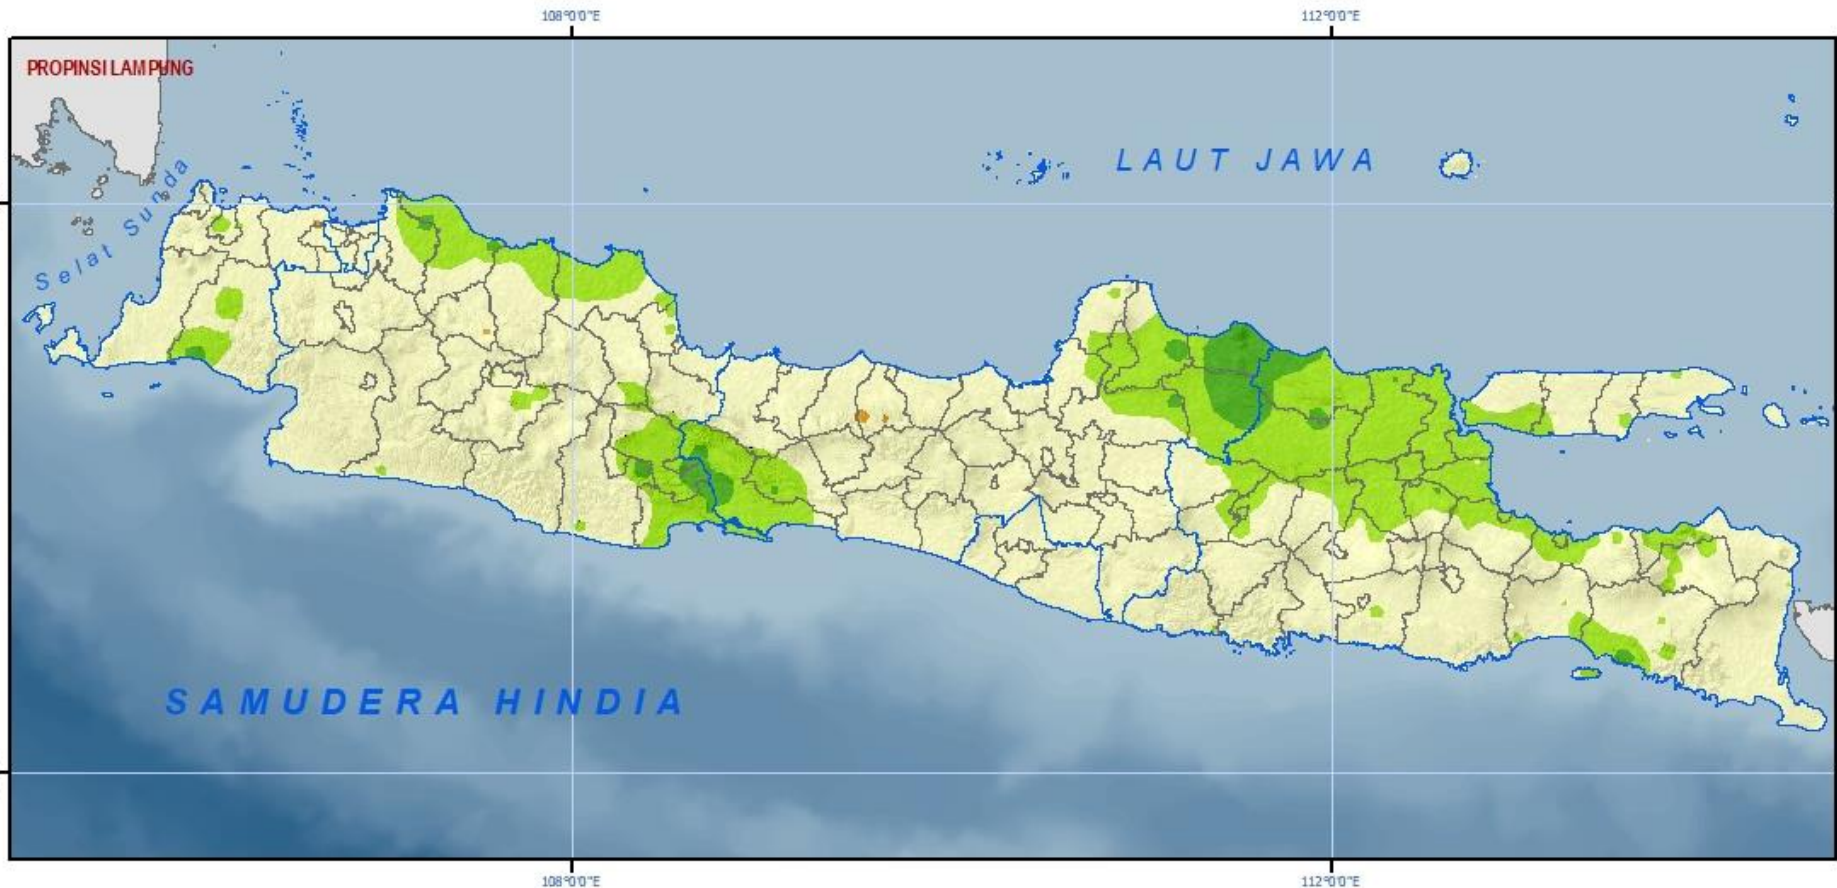 108°0'0"E
112°0'0"E
PROPINSI LAMPUNG
LAUT JAWA
Selat Sunda
SAMUDERA HINDIA
108°0'0"E
112°0'0"E